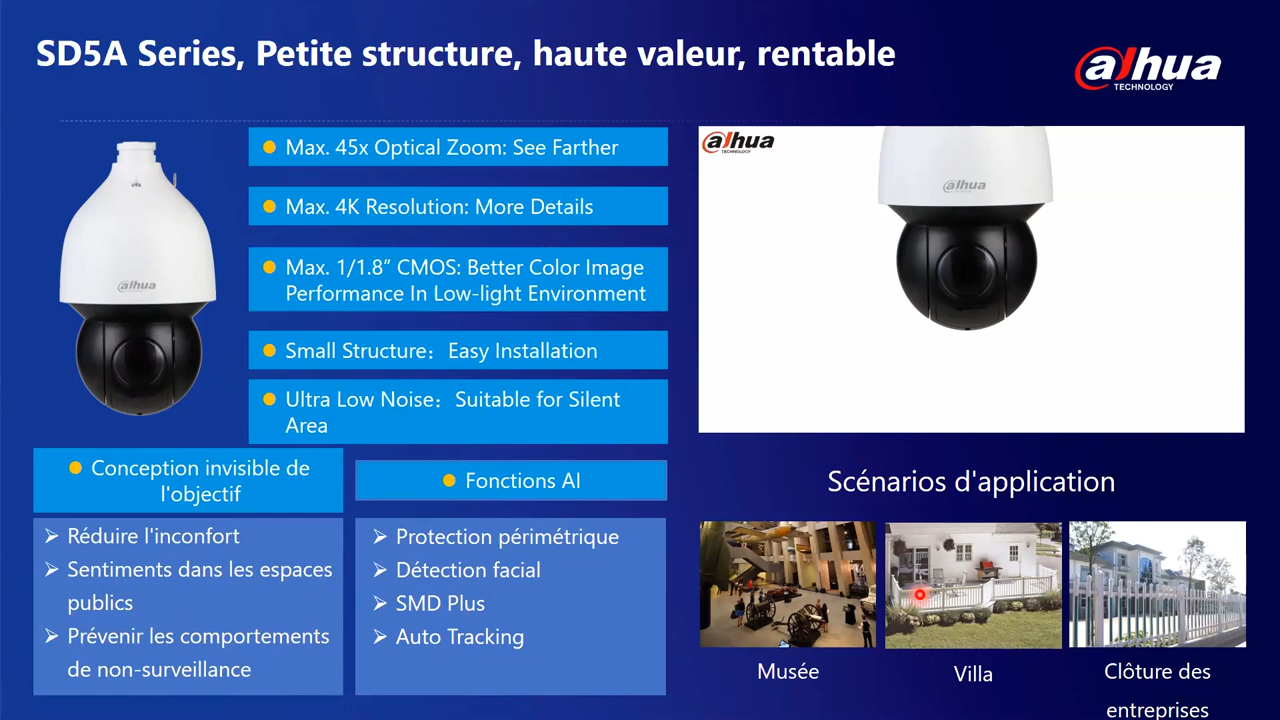 SD5A Series, Petite structure, haute valeur, rentable
alhua
TECHNOLOGY
alhua
Max. 45x Optical Zoom: See Farther
Max. 4K Resolution: More Details
Max. 1/1.8” CMOS: Better Color Image
Performance In Low-light Environment
Small Structure： Easy Installation
Ultra Low Noise： Suitable for Silent
Area
alhua
TECHNOLOGY
alhua
Conception invisible de
l'objectif
Réduire l'inconfort
Sentiments dans les espaces
publics
Prévenir les comportements
de non-surveillance
Fonctions AI
Protection périmétrique
Détection facial
SMD Plus
Auto Tracking
Scénarios d'application
Musée
Villa
Clôture des
entreprises